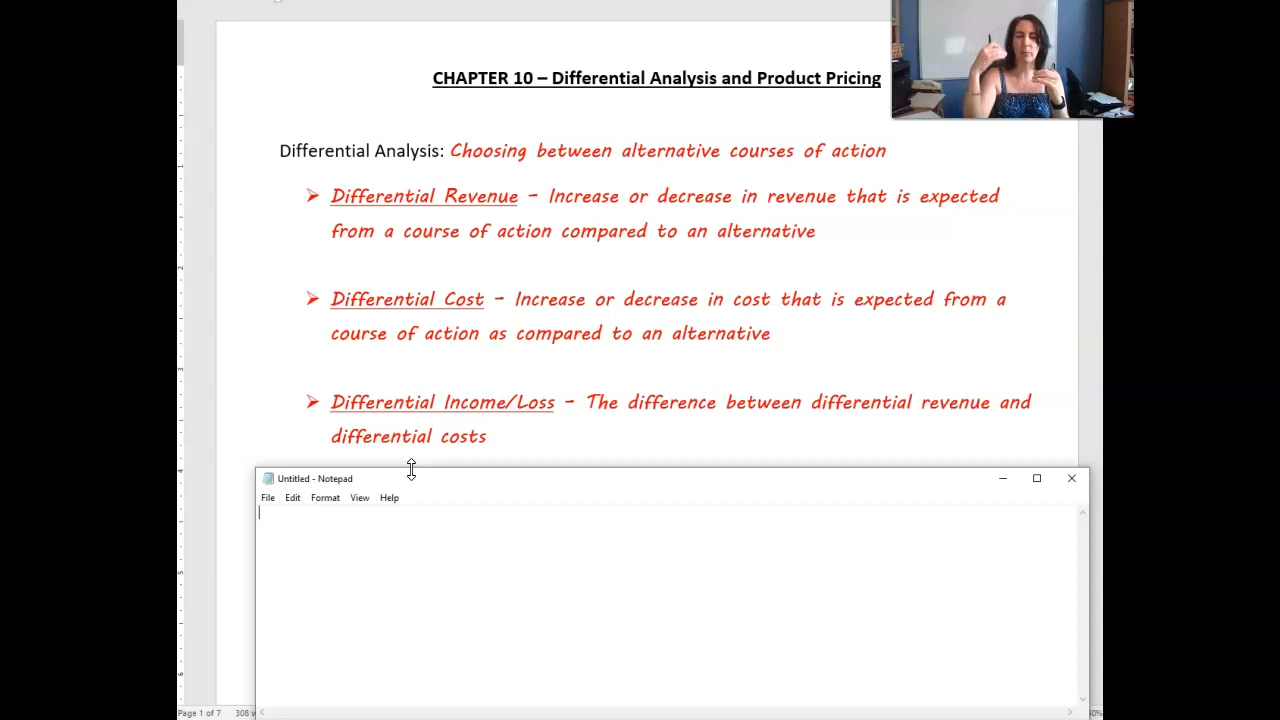 CHAPTER 10 – Differential Analysis and Product Pricing
Differential Analysis: Choosing between alternative courses of action
➢ Differential Revenue - Increase or decrease in revenue that is expected
from a course of action compared to an alternative
➢ Differential Cost - Increase or decrease in cost that is expected from a
course of action as compared to an alternative
➢ Differential Income/Loss - The difference between differential revenue and
differential costs
Untitled - Notepad
File Edit Format View Help
Page 1 of 7 308